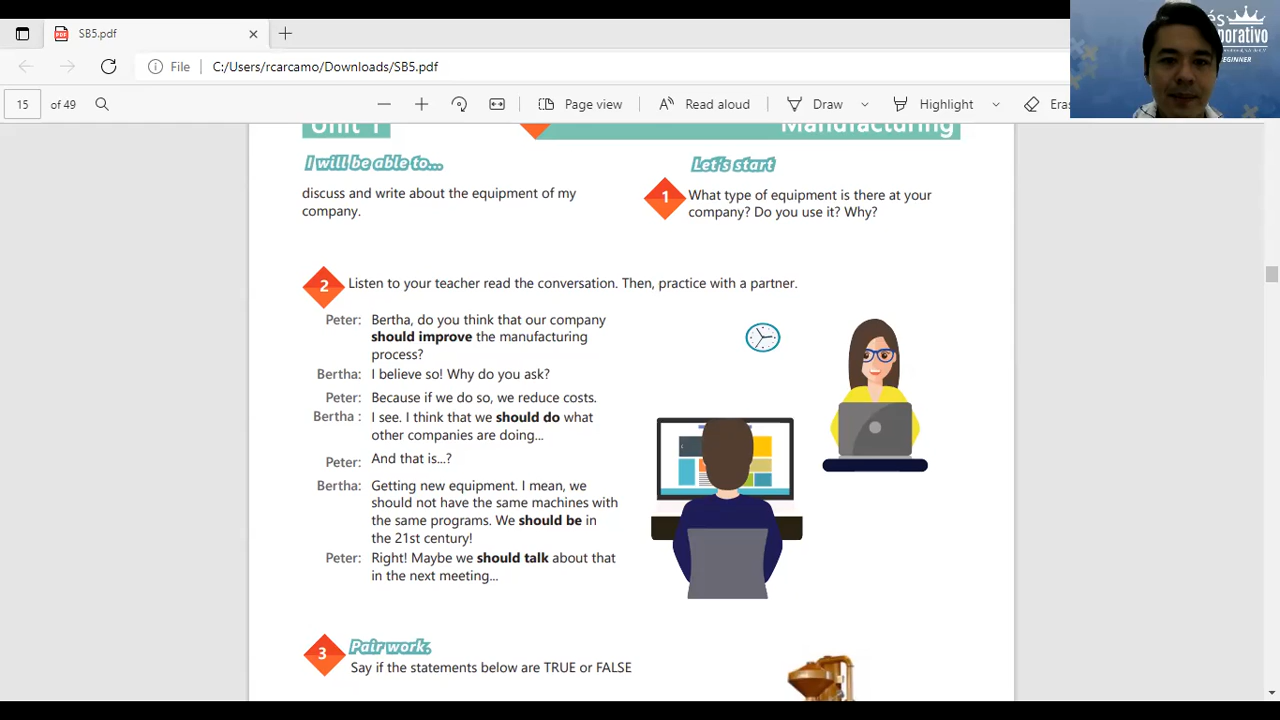 SB5.pdf
File
C:/Users/rcarcamo/Downloads/SB5.pdf
15
of 49
Page view
Read aloud
Draw
Highlight
Unit 1
Manufacturing
I will be able to...
discuss and write about the equipment of my
company.
Let's start
1
What type of equipment is there at your
company? Do you use it? Why?
2
Listen to your teacher read the conversation. Then, practice with a partner.
Peter: Bertha, do you think that our company
should improve the manufacturing
process?
Bertha: I believe so! Why do you ask?
Peter: Because if we do so, we reduce costs.
Bertha : I see. I think that we should do what
other companies are doing...
Peter: And that is...?
Bertha: Getting new equipment. I mean, we
should not have the same machines with
the same programs. We should be in
the 21st century!
Peter: Right! Maybe we should talk about that
in the next meeting...
3
Pair work.
Say if the statements below are TRUE or FALSE